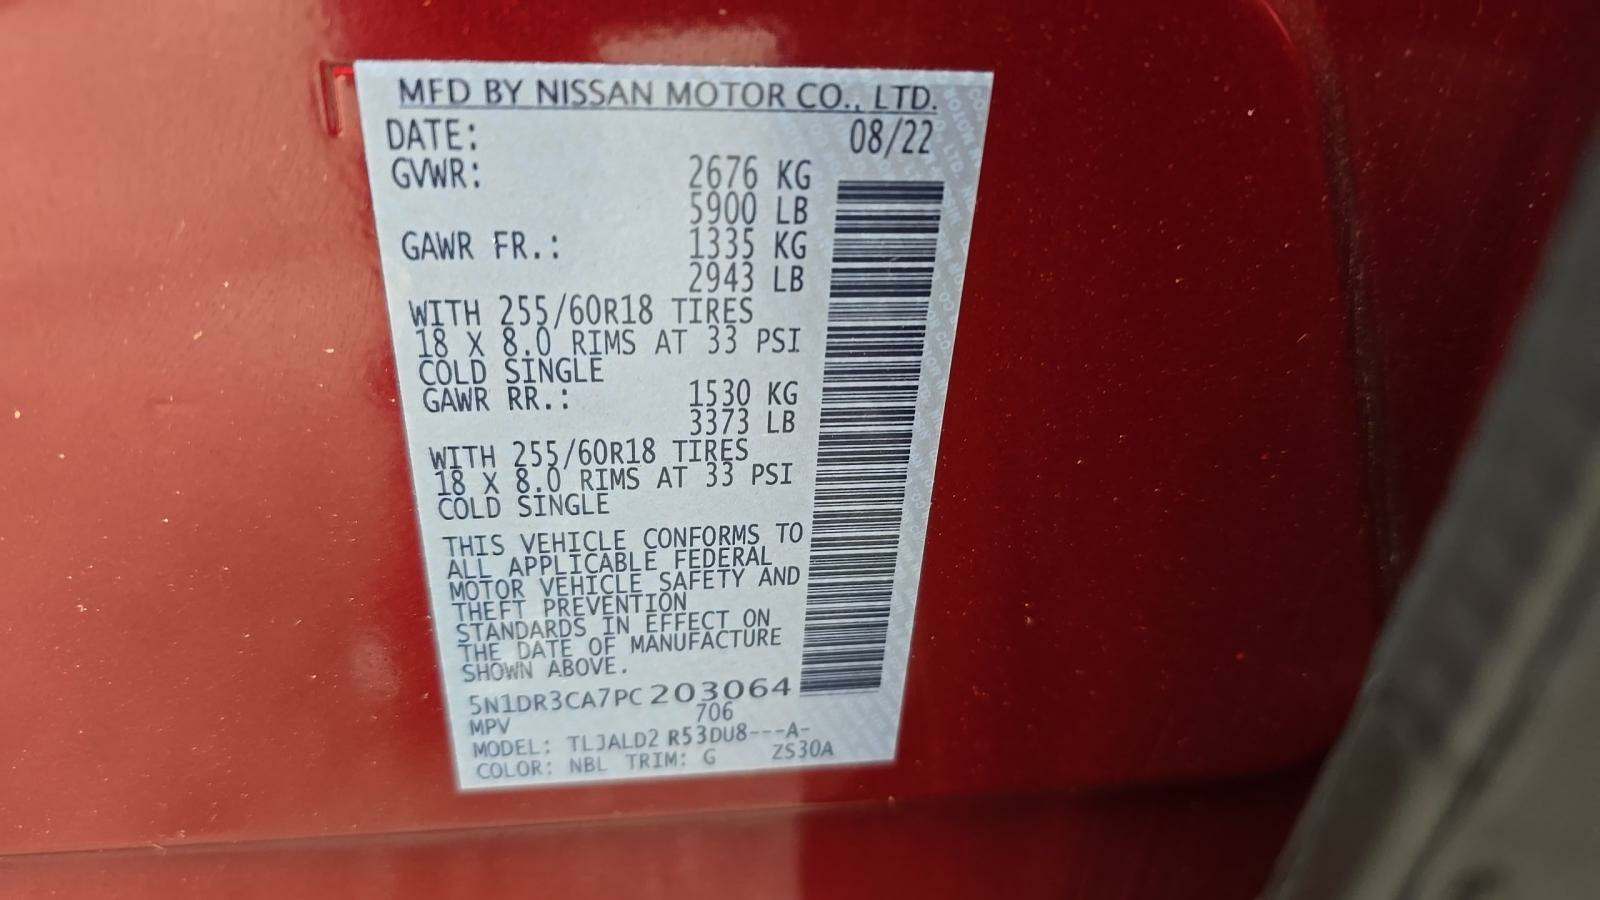 MFD BY NISSAN MOTOR CO., LTD.
DATE: 08/22
GVWR: 2676 KG
5900 LB
GAWR FR.: 1335 KG
2943 LB
WITH 255/60R18 TIRES
18 X 8.0 RIMS AT 33 PSI
COLD SINGLE
GAWR RR.: 1530 KG
3373 LB
WITH 255/60R18 TIRES
18 X 8.0 RIMS AT 33 PSI
COLD SINGLE
THIS VEHICLE CONFORMS TO
ALL APPLICABLE FEDERAL
MOTOR VEHICLE SAFETY AND
THEFT PREVENTION
STANDARDS IN EFFECT ON
THE DATE OF MANUFACTURE
SHOWN ABOVE.
5N1DR3CA7PC203064
MPV 706
MODEL: TLJALD2 R53DU8---A-
COLOR: NBL TRIM: G ZS30A